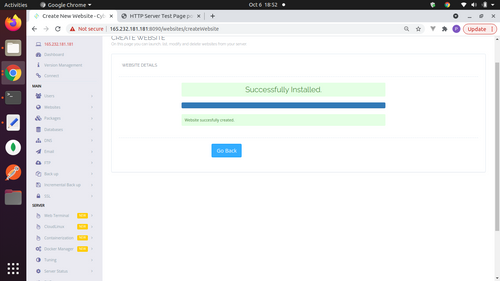 Activities
Google Chrome
Oct 6 18:52
Create New Website - Cy
HTTP Server Test Page po
Not secure
165.232.181.181:8090/websites/createWebsite
Update
165.232.181.181
Dashboard
Version Management
Connect
MAIN
Users
Websites
Packages
Databases
DNS
Email
FTP
Back up
Incremental Back up
SSL
SERVER
Web Terminal
CloudLinux
Containerization
Docker Manager
Tuning
Server Status
CREATE WEBSITE
On this page you can launch, list, modify and delete websites from your server.
WEBSITE DETAILS
Successfully Installed.
Website succesfully created.
Go Back